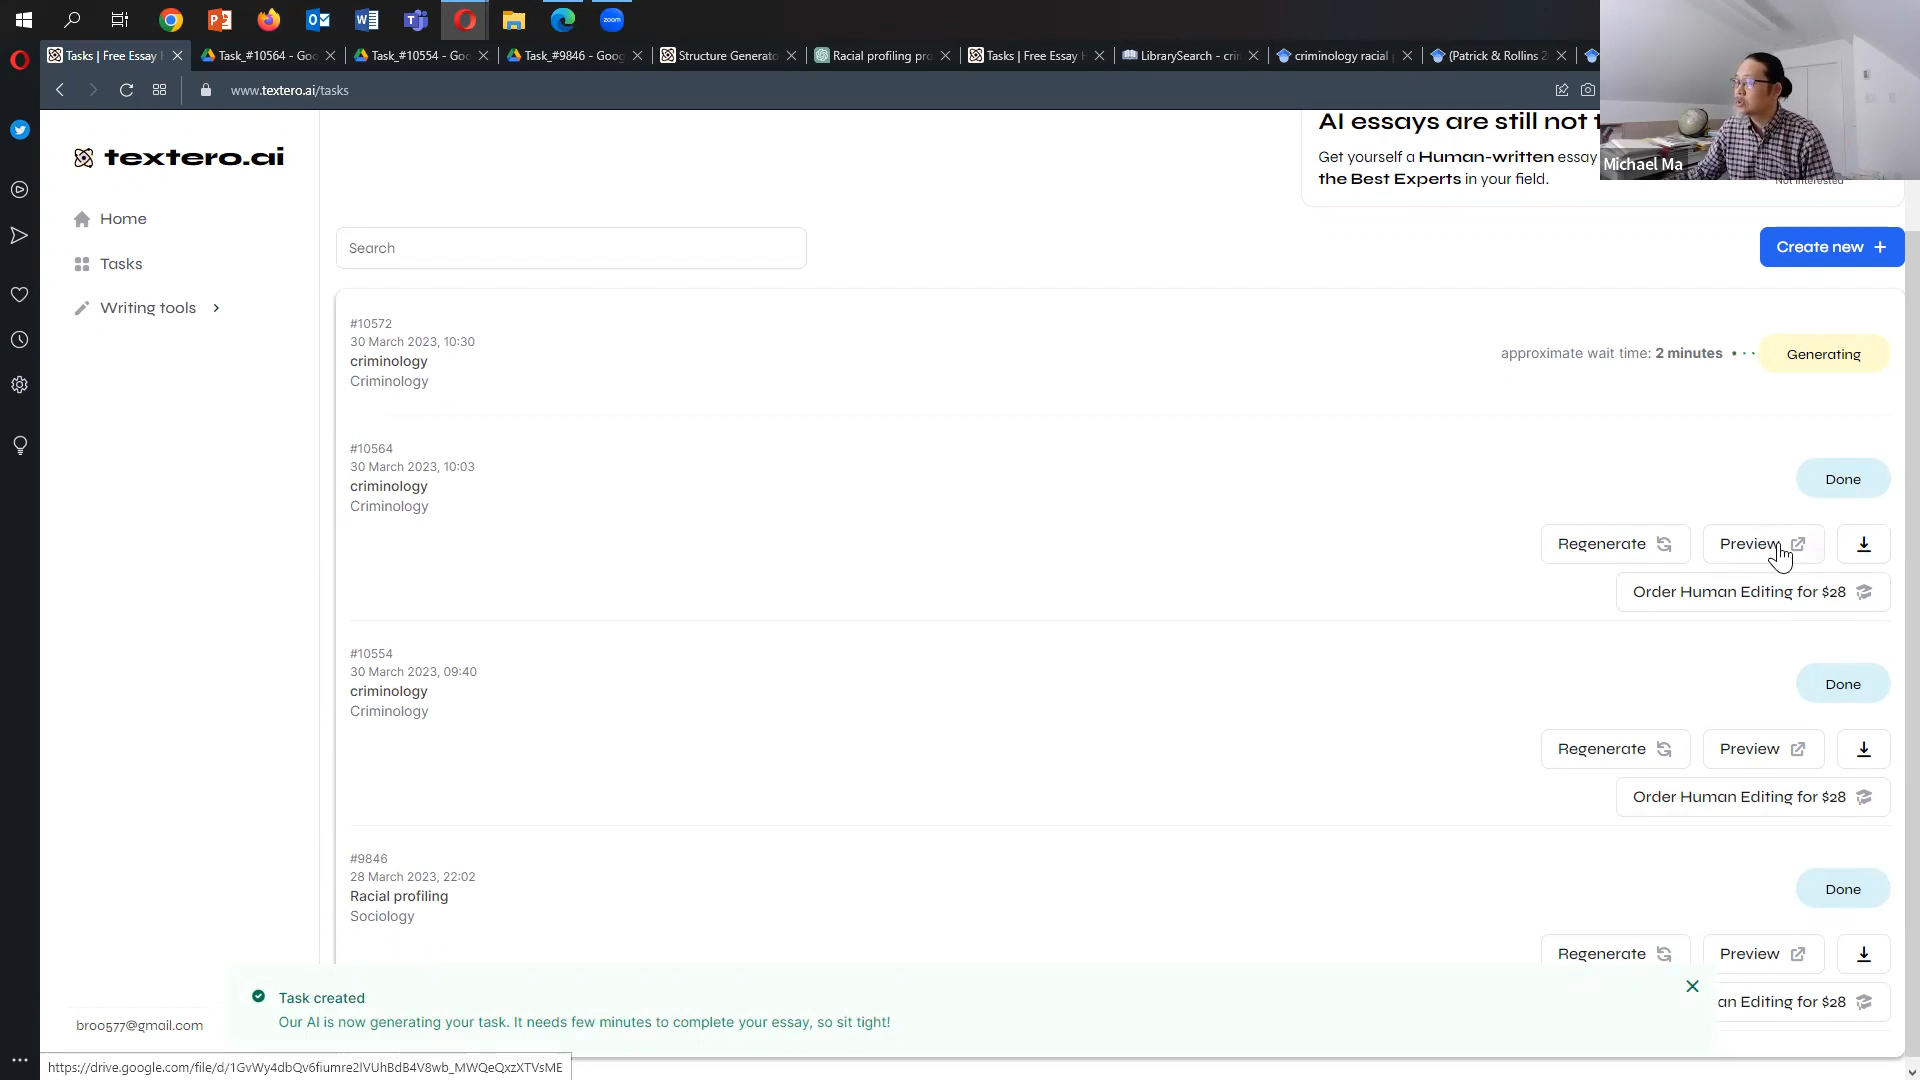 zoom
Tasks | Free Essay
Task_#10564 - Goo
Task_#10554 - Goo
Task_#9846 - Goog
Structure Generato
Racial profiling pro
Tasks | Free Essay
LibrarySearch - cri
criminology racial
(Patrick & Rollins 2
www.textero.ai/tasks
textero.ai
Home
Tasks
Writing tools
AI essays are still not
Get yourself a Human-written essay
the Best Experts in your field.
Not interested
Michael Ma
Search
Create new +
#10572
30 March 2023, 10:30
criminology
Criminology
approximate wait time: 2 minutes
Generating
#10564
30 March 2023, 10:03
criminology
Criminology
Done
Regenerate
Preview
Order Human Editing for $28
#10554
30 March 2023, 09:40
criminology
Criminology
Done
Regenerate
Preview
Order Human Editing for $28
#9846
28 March 2023, 22:02
Racial profiling
Sociology
Done
Regenerate
Preview
an Editing for $28
Task created
Our AI is now generating your task. It needs few minutes to complete your essay, so sit tight!
broo577@gmail.com
https://drive.google.com/file/d/1GvWy4dbQv6fiumre2lVUhBdB4V8wb_MWQeQxzXTVsME